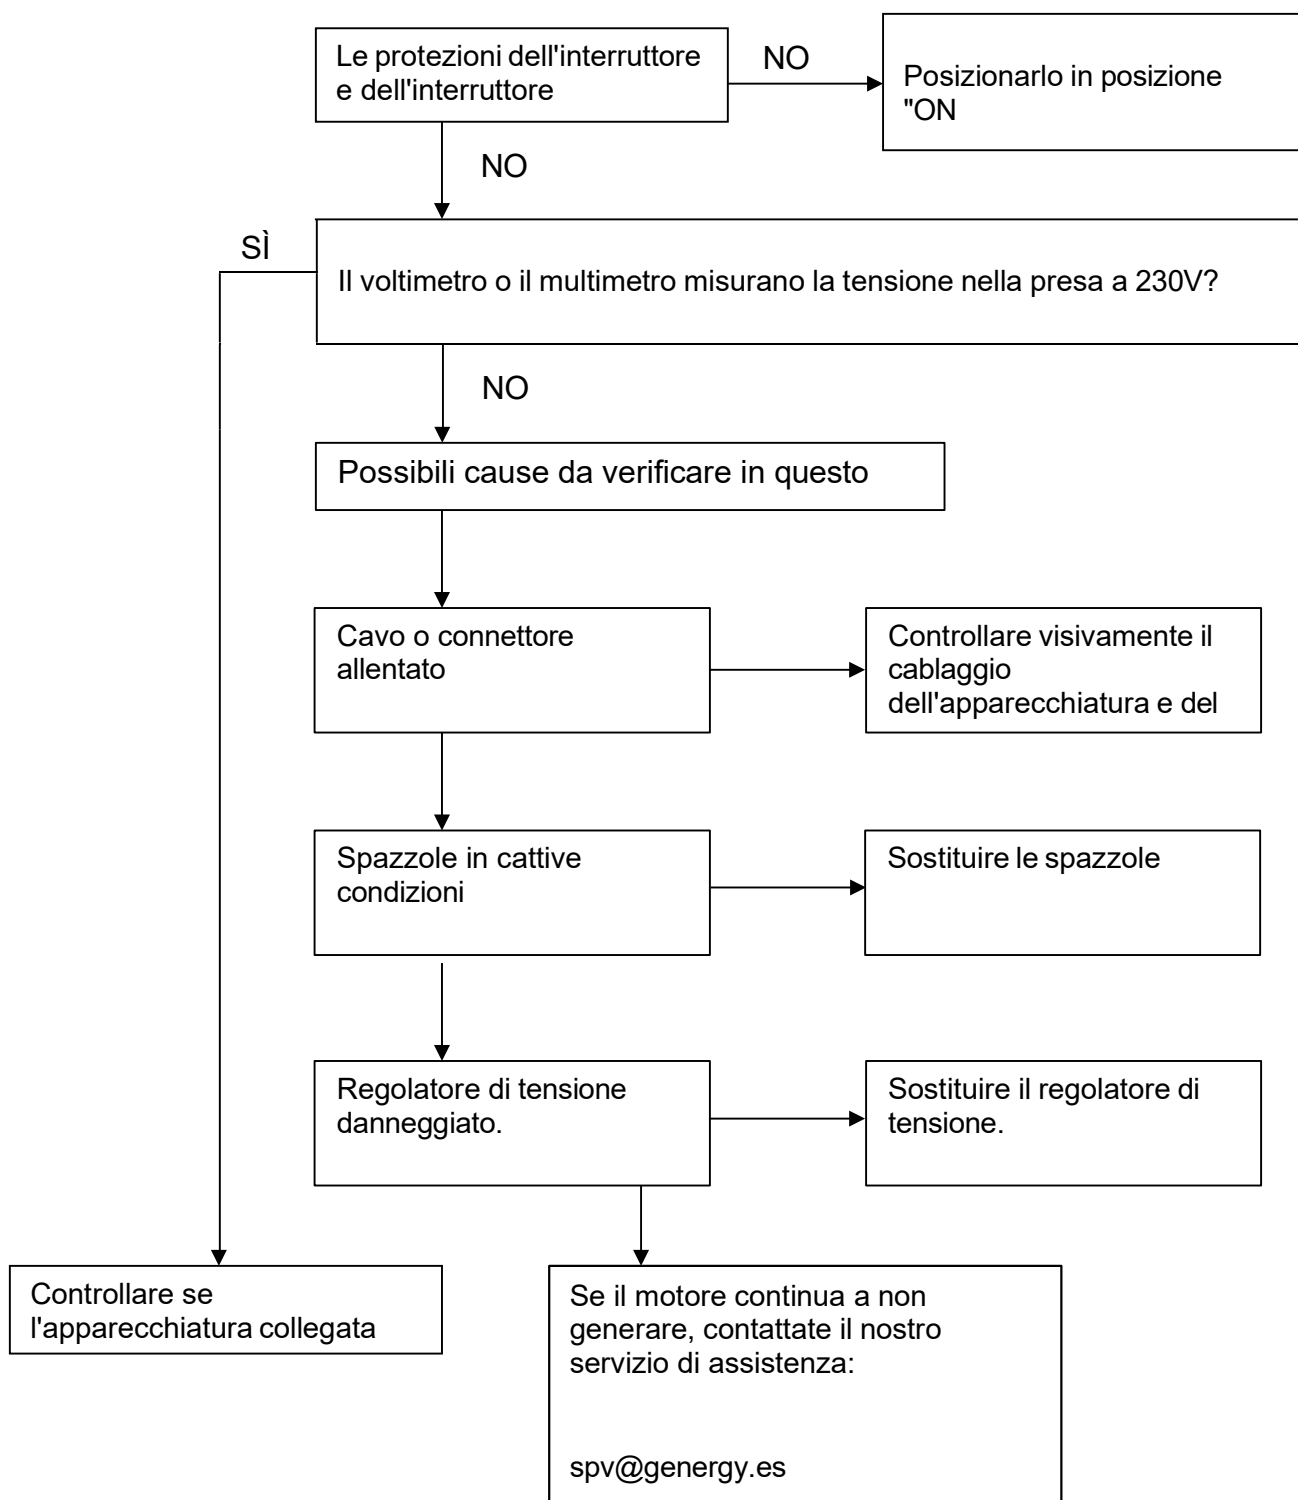 Le protezioni dell'interruttore
e dell'interruttore
NO
Posizionarlo in posizione
"ON
NO
SÌ
Il voltimetro o il multimetro misurano la tensione nella presa a 230V?
NO
Possibili cause da verificare in questo
Cavo o connettore
allentato
Controllare visivamente il
cablaggio
dell'apparecchiatura e del
Spazzole in cattive
condizioni
Sostituire le spazzole
Regolatore di tensione
danneggiato.
Sostituire il regolatore di
tensione.
Controllare se
l'apparecchiatura collegata
Se il motore continua a non
generare, contattate il nostro
servizio di assistenza:
spv@genergy.es